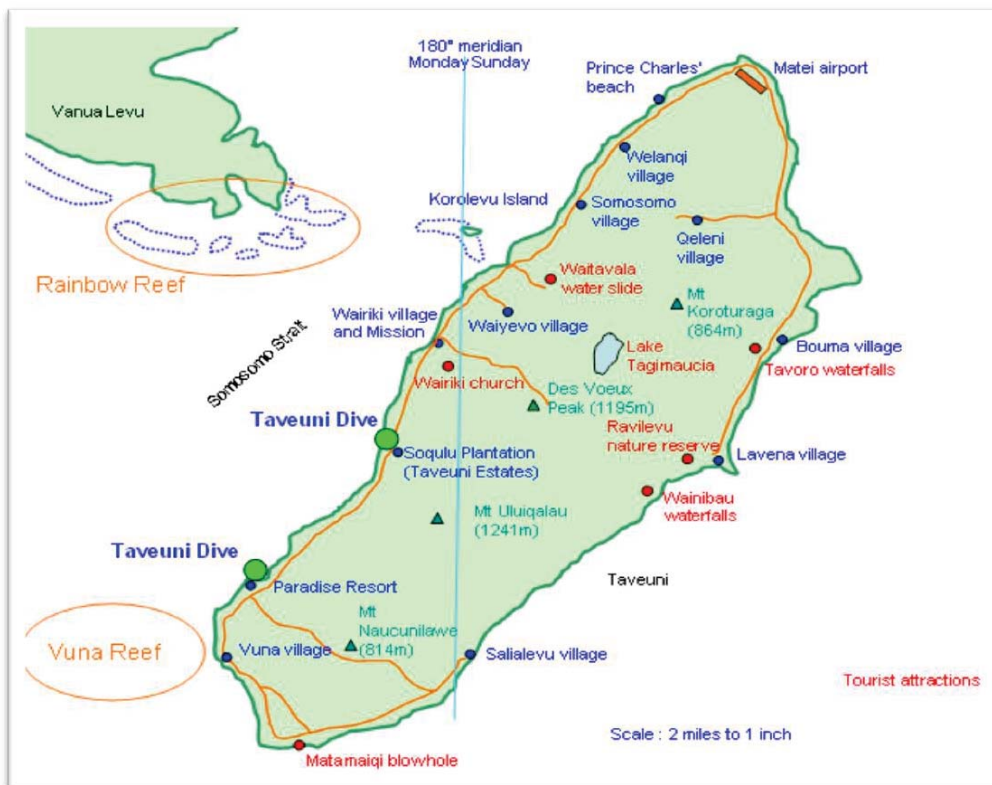 180° meridian
Monday Sunday
Prince Charles'
beach
Matei airport
Vanua Levu
Welanqi
village
Korolevu Island
Somosomo
village
Qeleni
village
Rainbow Reef
Waitavala
water slide
Mt
Koroturaga
(864m)
Wairiki village
and Mission
Waiyevo village
Somosomo Strait
Lake
Tagimaucia
Bouma village
Tavoro waterfalls
Wairiki church
Des Voeux
Peak (1195m)
Taveuni Dive
Ravilevu
nature reserve
Soqulu Plantation
(Taveuni Estates)
Lavena village
Wainibau
waterfalls
Mt Uluiqalau
(1241m)
Taveuni Dive
Taveuni
Paradise Resort
Mt
Naucunilawe
(814m)
Vuna Reef
Vuna village
Salialevu village
Tourist attractions
Scale : 2 miles to 1 inch
Matamaiqi blowhole